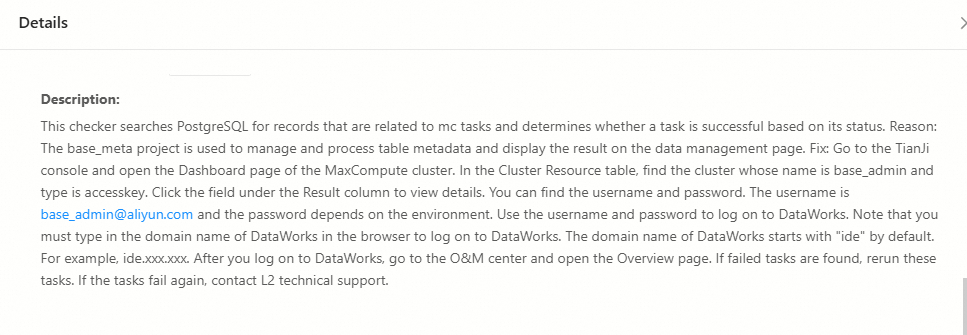 Details
Description:
This checker searches PostgreSQL for records that are related to mc tasks and determines whether a task is successful based on its status. Reason:
The base_meta project is used to manage and process table metadata and display the result on the data management page. Fix: Go to the TianJi
console and open the Dashboard page of the MaxCompute cluster. In the Cluster Resource table, find the cluster whose name is base_admin and
type is accesskey. Click the field under the Result column to view details. You can find the username and password. The username is
base_admin@aliyun.com and the password depends on the environment. Use the username and password to log on to DataWorks. Note that you
must type in the domain name of DataWorks in the browser to log on to DataWorks. The domain name of DataWorks starts with "ide" by default.
For example, ide.xxx.xxx. After you log on to DataWorks, go to the O&M center and open the Overview page. If failed tasks are found, rerun these
tasks. If the tasks fail again, contact L2 technical support.